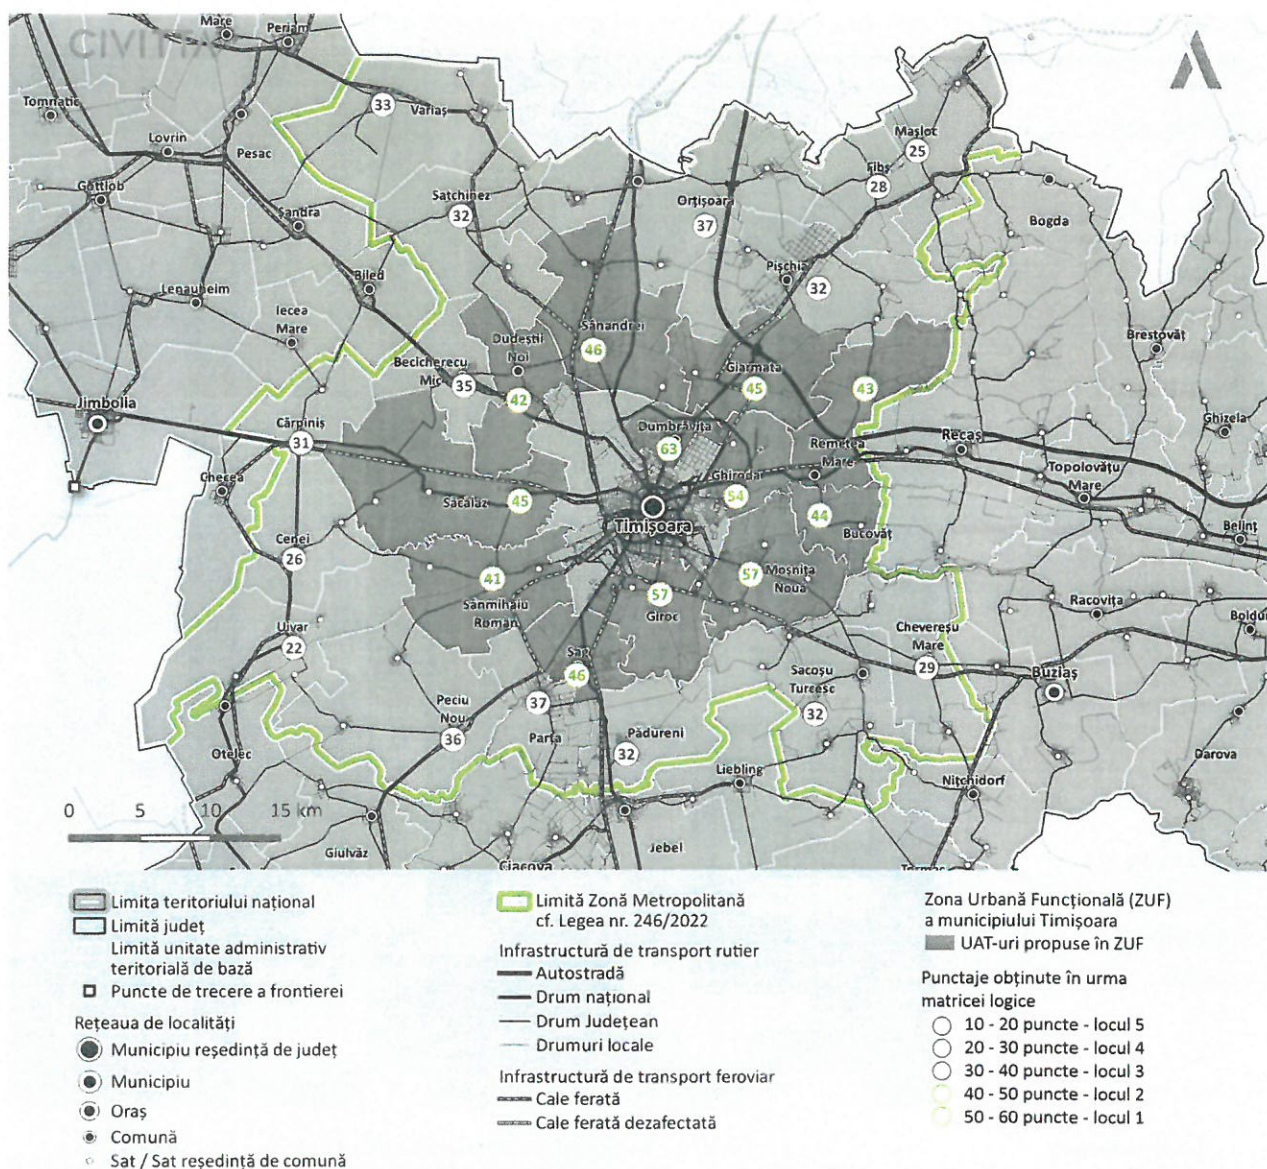 CIVITTA
Mare
Periam
Tomnatic
Lovrin
Pesac
33
Variaș
Mașlot
25
Fibș
28
Gottlob
Șandra
Satchinez
32
Orțișoara
37
Bogda
Lenauheim
Biled
Pișchia
32
Iecea
Mare
Dudeștii
Noi
Sânandrei
46
Brestovăț
Becicherecu
Mic
35
42
Giarmata
45
43
Jimbolia
Cărpiniș
31
Dumbrăvița
63
Ghizela
Remetea
Mare
Recaș
Checea
Ghiroda
54
Topolovățu
Mare
Săcălaz
45
44
Timișoara
Bucovăț
Belinț
Cenei
26
41
57
Moșnița
Nouă
Sânmihaiu
Român
57
Giroc
Racovița
Boldur
Uivar
22
Chevereșu
Mare
29
Șag
46
Sacoșu
Turcesc
32
Buziaș
Peciu
Nou
36
37
Parța
Pădureni
32
Otelec
Liebling
Nițchidorf
Darova
0 5 10 15 km
Giulvăz
Ciacova
Jebel
Limita teritoriului național
Limită județ
Limită unitate administrativ
teritorială de bază
Puncte de trecere a frontierei
Rețeaua de localități
Municipiu reședință de județ
Municipiu
Oraș
Comună
Sat / Sat reședință de comună
Limită Zonă Metropolitană
cf. Legea nr. 246/2022
Infrastructură de transport rutier
Autostradă
Drum național
Drum Județean
Drumuri locale
Infrastructură de transport feroviar
Cale ferată
Cale ferată dezafectată
Zona Urbană Funcțională (ZUF)
a municipiului Timișoara
UAT-uri propuse în ZUF
Punctaje obținute în urma
matricei logice
10 - 20 puncte - locul 5
20 - 30 puncte - locul 4
30 - 40 puncte - locul 3
40 - 50 puncte - locul 2
50 - 60 puncte - locul 1